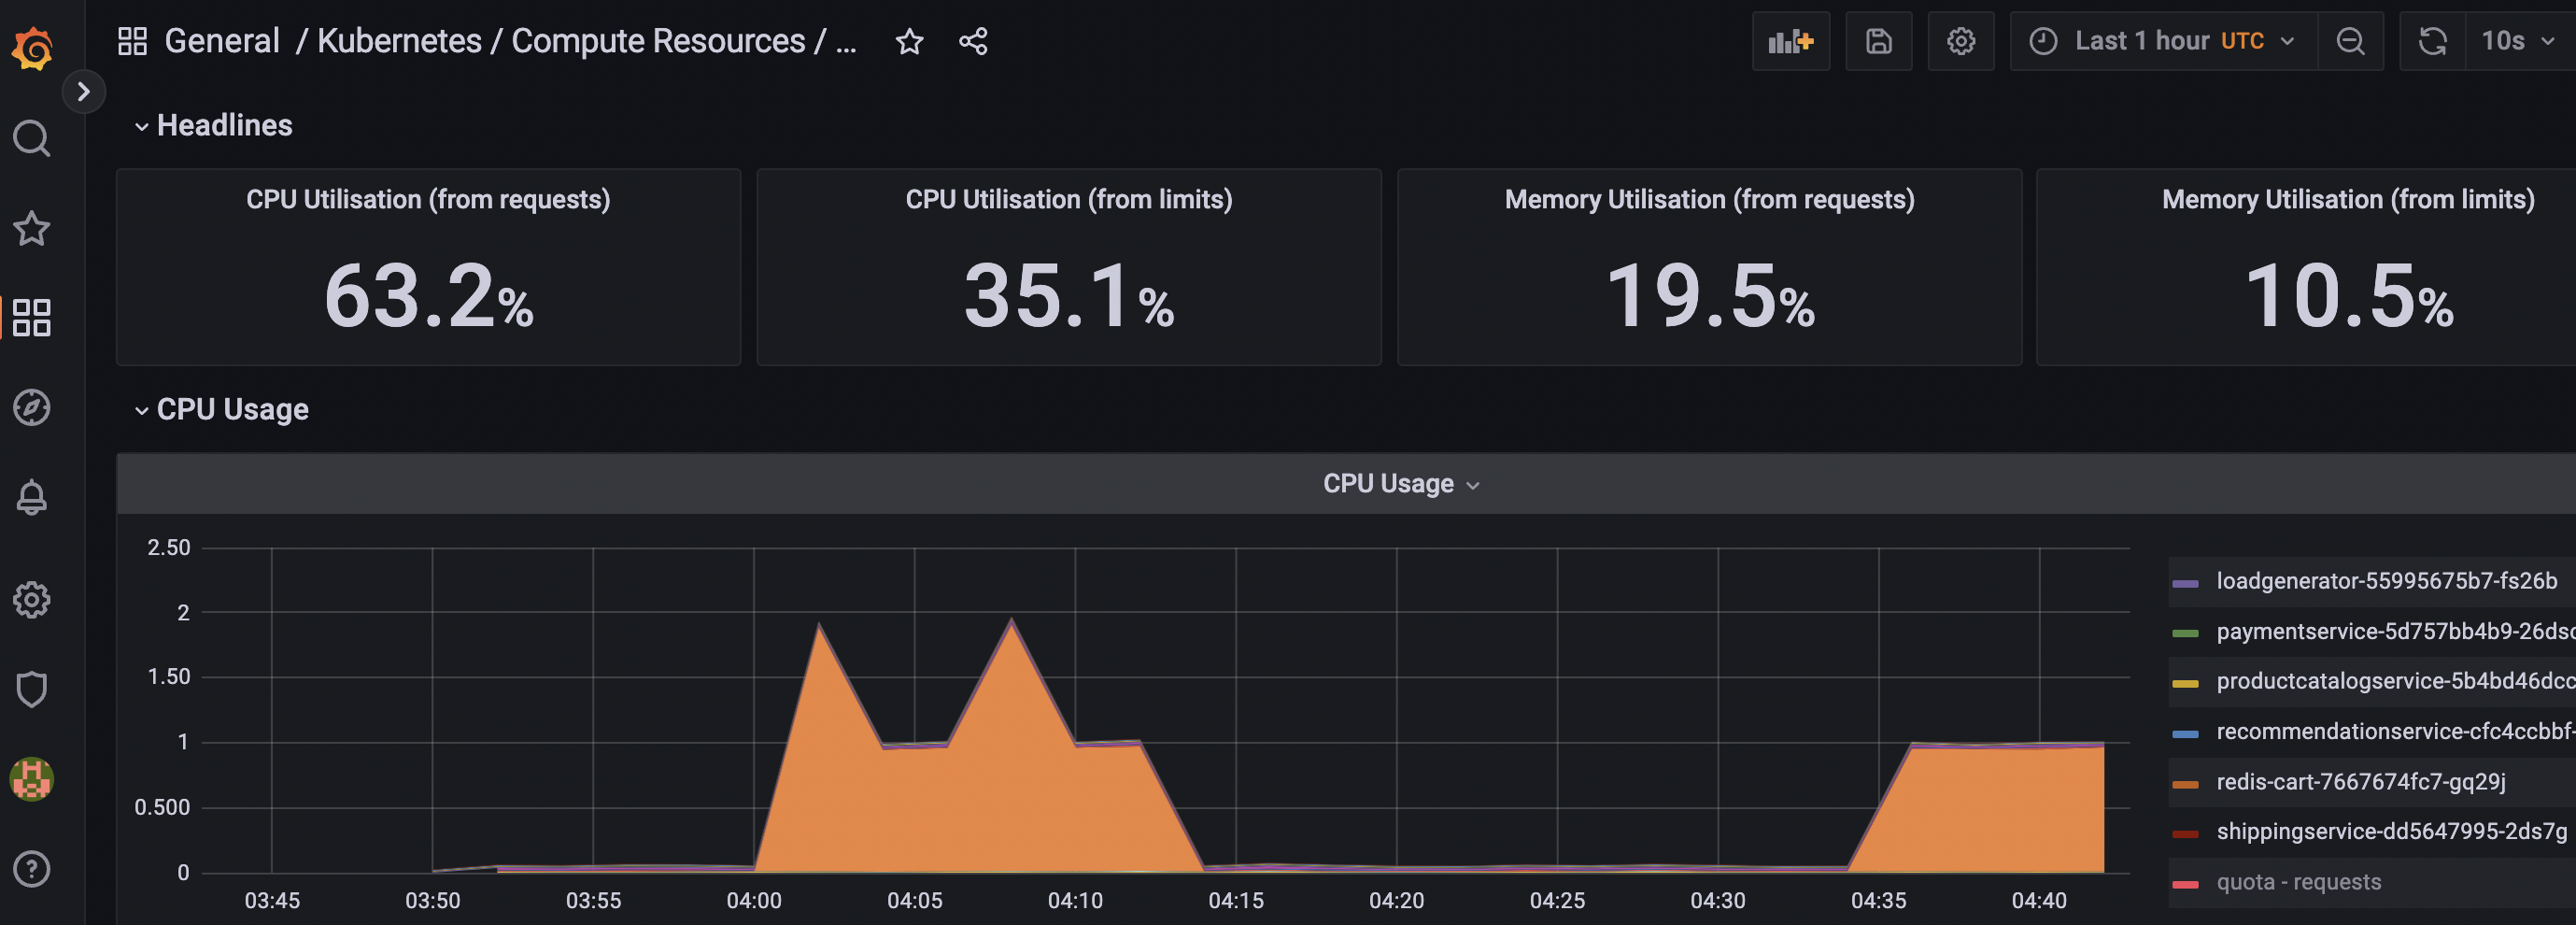 General / Kubernetes / Compute Resources / ...
Last 1 hour UTC
10s
Headlines
CPU Utilisation (from requests)
63.2%
CPU Utilisation (from limits)
35.1%
Memory Utilisation (from requests)
19.5%
Memory Utilisation (from limits)
10.5%
CPU Usage
CPU Usage
2.50
2
1.50
1
0.500
0
03:45
03:50
03:55
04:00
04:05
04:10
04:15
04:20
04:25
04:30
04:35
04:40
loadgenerator-55995675b7-fs26b
paymentservice-5d757bb4b9-26ds
productcatalogservice-5b4bd46dcc
recommendationservice-cfc4ccbbf-
redis-cart-7667674fc7-gq29j
shippingservice-dd5647995-2ds7g
quota - requests